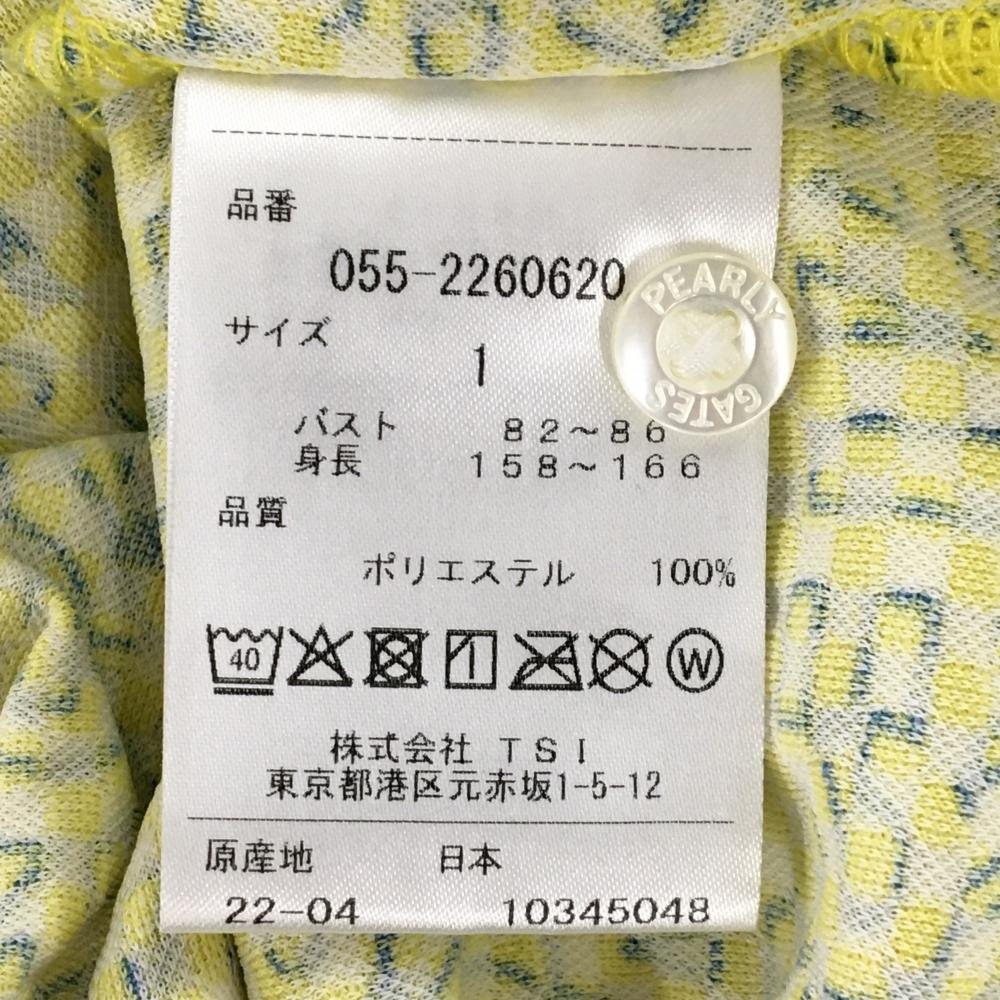 品番
055-2260620
サイズ
1
バスト 82~86
身長 158~166
品質
ポリエステル 100%
40
W
株式会社 TSI
東京都港区元赤坂1-5-12
原産地 日本
22-04 10345048
PEARLY
GATES